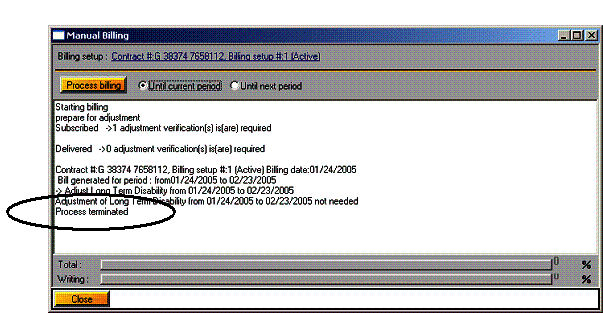 Manual Billing
Billing setup : Contract #:G 38374 7658112, Billing setup #:1 (Active)
Process billing Until current period Until next period
Starting billing
prepare for adjustment
Subscribed ->1 adjustment verification(s) is(are) required
Delivered ->0 adjustment verification(s) is(are) required
Contract #:G 38374 7658112, Billing setup #:1 (Active) Billing date:01/24/2005
Bill generated for period : from01/24/2005 to 02/23/2005
-> Adjust Long Term Disability from 01/24/2005 to 02/23/2005
Adjustment of Long Term Disability from 01/24/2005 to 02/23/2005 not needed
Process terminated
Total : 0 %
Writing : 0 %
Close